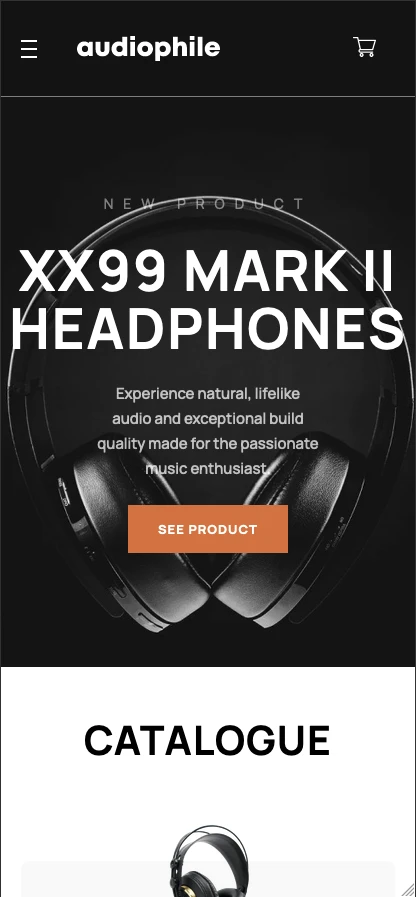 audiophile
NEW PRODUCT
XX99 MARK II
HEADPHONES
Experience natural, lifelike
audio and exceptional build
quality made for the passionate
music enthusiast.
SEE PRODUCT
CATALOGUE